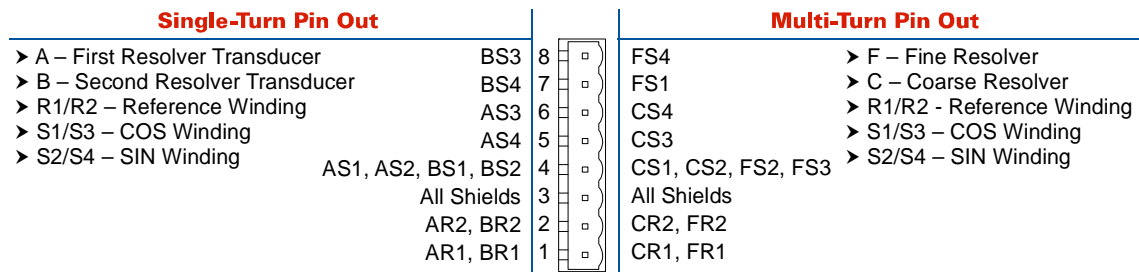 Single-Turn Pin Out
➤ A – First Resolver Transducer
➤ B – Second Resolver Transducer
➤ R1/R2 – Reference Winding
➤ S1/S3 – COS Winding
➤ S2/S4 – SIN Winding
BS3 8
BS4 7
AS3 6
AS4 5
AS1, AS2, BS1, BS2 4
All Shields 3
AR2, BR2 2
AR1, BR1 1
Multi-Turn Pin Out
FS4
FS1
CS4
CS3
CS1, CS2, FS2, FS3
All Shields
CR2, FR2
CR1, FR1
➤ F – Fine Resolver
➤ C – Coarse Resolver
➤ R1/R2 - Reference Winding
➤ S1/S3 – COS Winding
➤ S2/S4 – SIN Winding